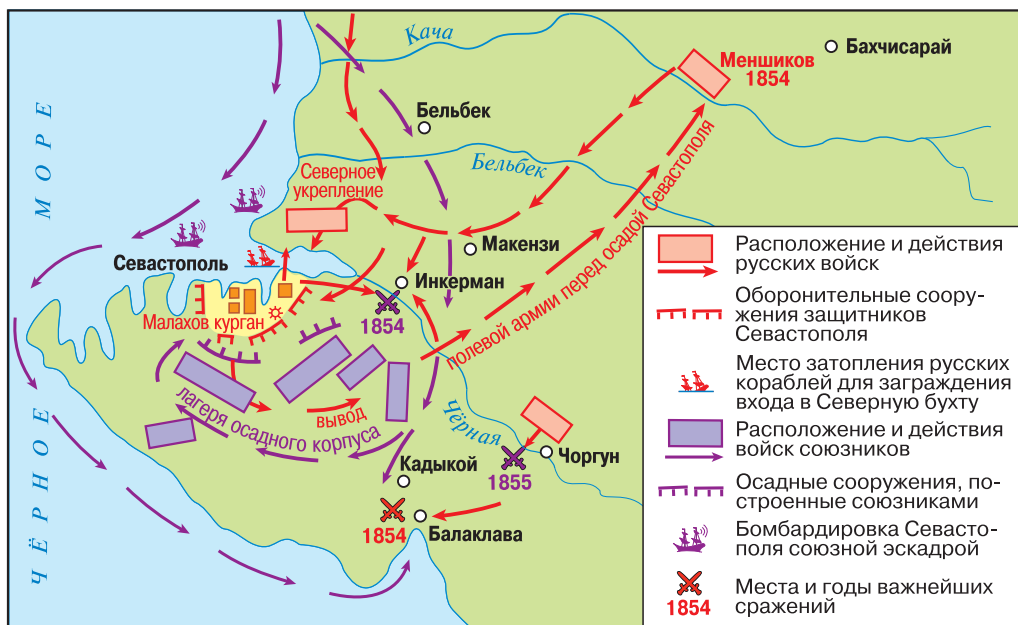 Кача
Бахчисарай
Меншиков
1854
Бельбек
Бельбек
МОРЕ
Северное
укрепление
Макензи
Севастополь
Инкерман
Малахов курган
1854
вывод
полевой армии перед осадой Севастополя
лагеря осадного корпуса
Чёрная
ЧЁРНОЕ
Кадыкой
Чоргун
1855
1854
Балаклава
Расположение и действия
русских войск
Оборонительные соору-
жения защитников
Севастополя
Место затопления русских
кораблей для заграждения
входа в Северную бухту
Расположение и действия
войск союзников
Осадные сооружения, по-
строенные союзниками
Бомбардировка Севасто-
поля союзной эскадрой
Места и годы важнейших
1854
сражений